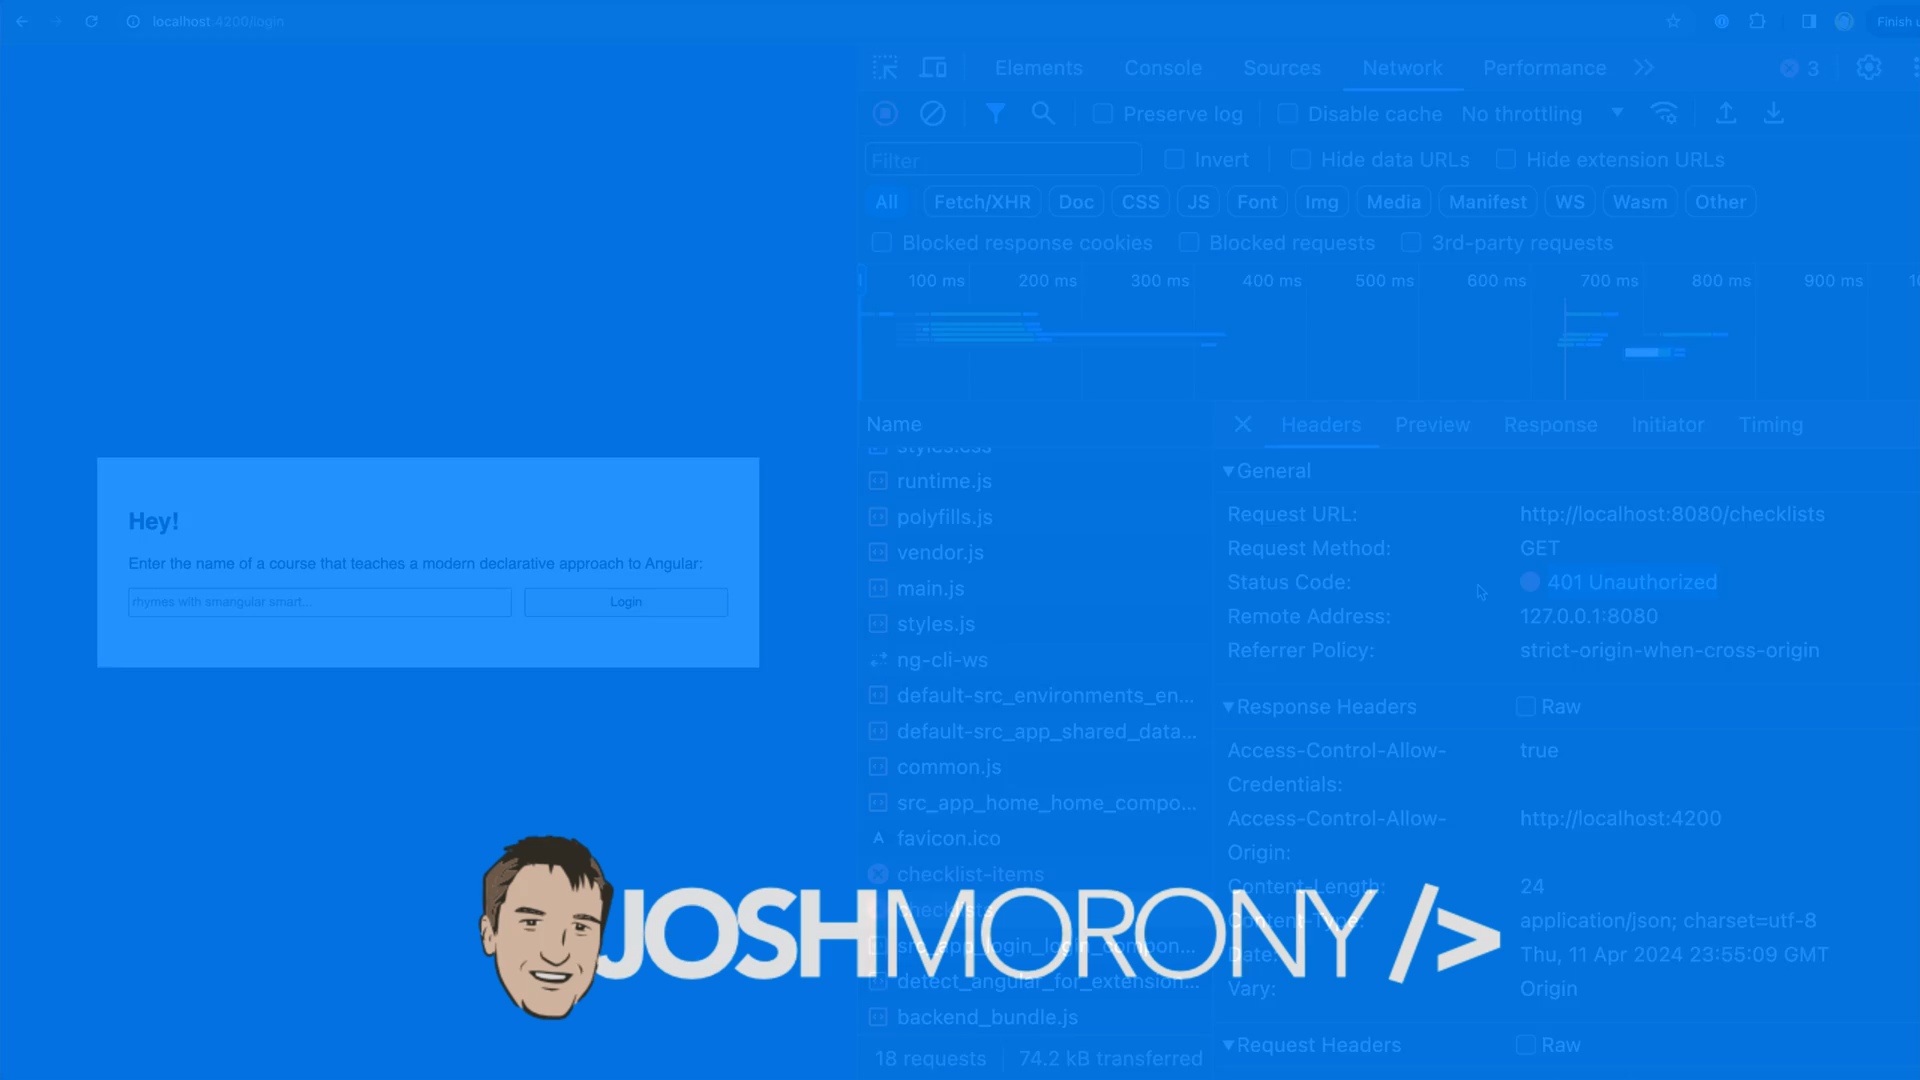 localhost:4200/login
Finish u
Elements Console Sources Network Performance 3
Preserve log Disable cache No throttling
Filter Invert Hide data URLs Hide extension URLs
All Fetch/XHR Doc CSS JS Font Img Media Manifest WS Wasm Other
Blocked response cookies Blocked requests 3rd-party requests
100 ms 200 ms 300 ms 400 ms 500 ms 600 ms 700 ms 800 ms 900 ms
Hey!
Enter the name of a course that teaches a modern declarative approach to Angular:
rhymes with smangular smart...
Login
Name
styles.css
runtime.js
polyfills.js
vendor.js
main.js
styles.js
ng-cli-ws
default-src_environments_en...
default-src_app_shared_data...
common.js
src_app_home_home_compo...
favicon.ico
checklist-items
checklists
src_app_login_login_compon...
detect_angular_for_extension...
backend_bundle.js
18 requests 74.2 kB transferred
Headers Preview Response Initiator Timing
General
Request URL: http://localhost:8080/checklists
Request Method: GET
Status Code: 401 Unauthorized
Remote Address: 127.0.0.1:8080
Referrer Policy: strict-origin-when-cross-origin
Response Headers Raw
Access-Control-Allow- true
Credentials:
Access-Control-Allow- http://localhost:4200
Origin:
Content-Length: 24
Content-Type: application/json; charset=utf-8
Date: Thu, 11 Apr 2024 23:55:09 GMT
Vary: Origin
Request Headers Raw
JOSHMORONY />